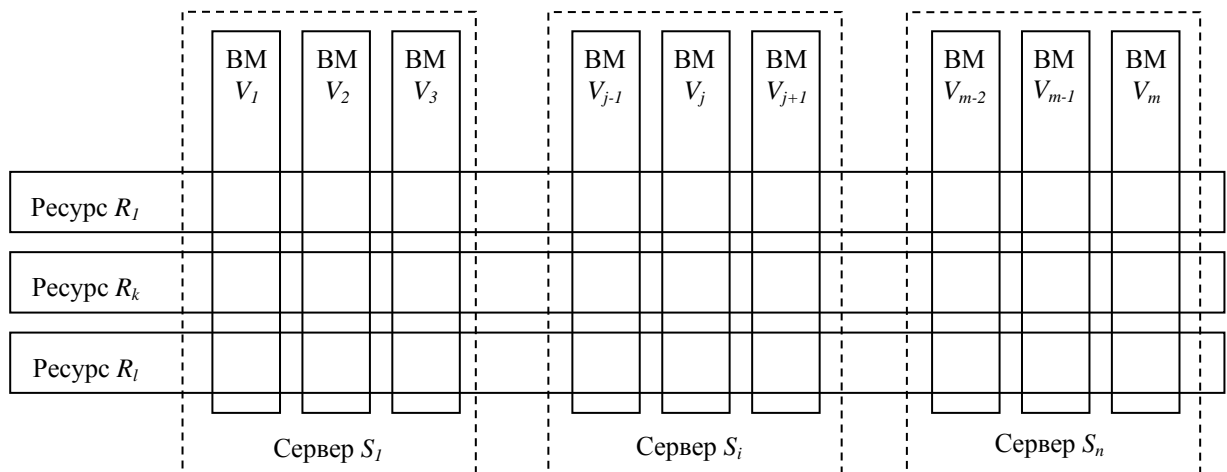 ВМ ВМ ВМ ВМ ВМ ВМ ВМ ВМ ВМ
V1 V2 V3 Vj-1 Vj Vj+1 Vm-2 Vm-1 Vm
Ресурс R1
Ресурс Rk
Ресурс Rl
Сервер S1 Сервер Si Сервер Sn